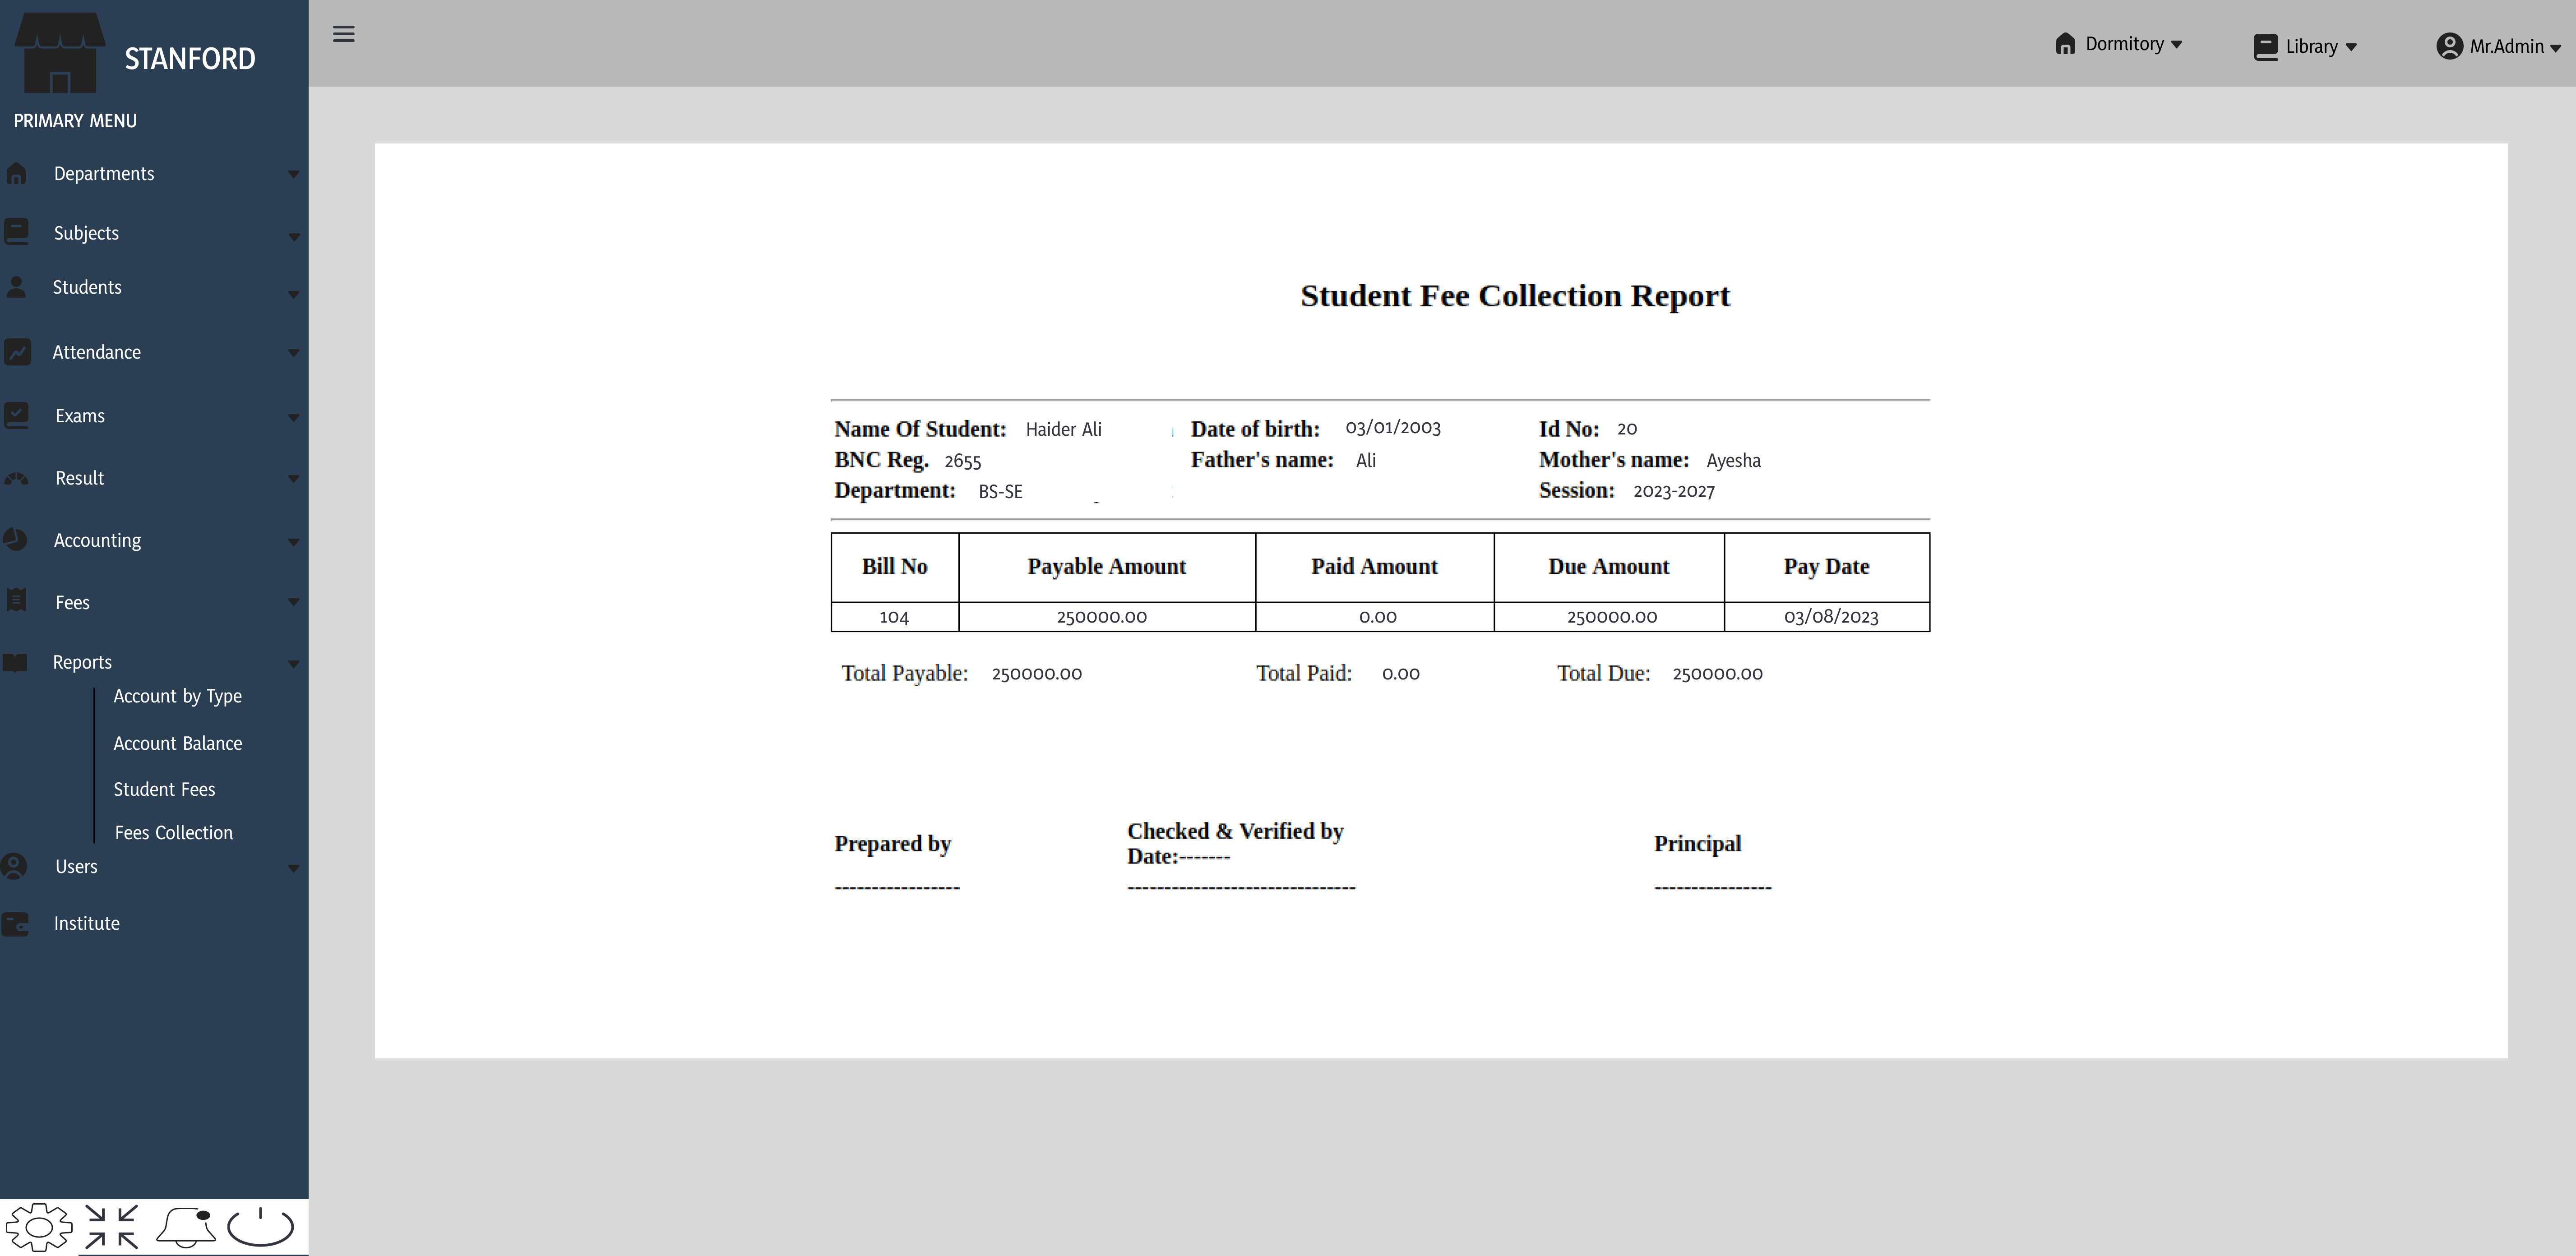 STANFORD
PRIMARY MENU
Departments
Subjects
Students
Attendance
Exams
Result
Accounting
Fees
Reports
Account by Type
Account Balance
Student Fees
Fees Collection
Users
Institute
Dormitory Library Mr.Admin
Student Fee Collection Report
Name Of Student: Haider Ali Date of birth: 03/01/2003 Id No: 20
BNC Reg. 2655 Father's name: Ali Mother's name: Ayesha
Department: BS-SE Session: 2023-2027
Bill No Payable Amount Paid Amount Due Amount Pay Date
104 250000.00 0.00 250000.00 03/08/2023
Total Payable: 250000.00 Total Paid: 0.00 Total Due: 250000.00
Prepared by Checked & Verified by Principal
Date:-------
----------------- ------------------------------- ----------------